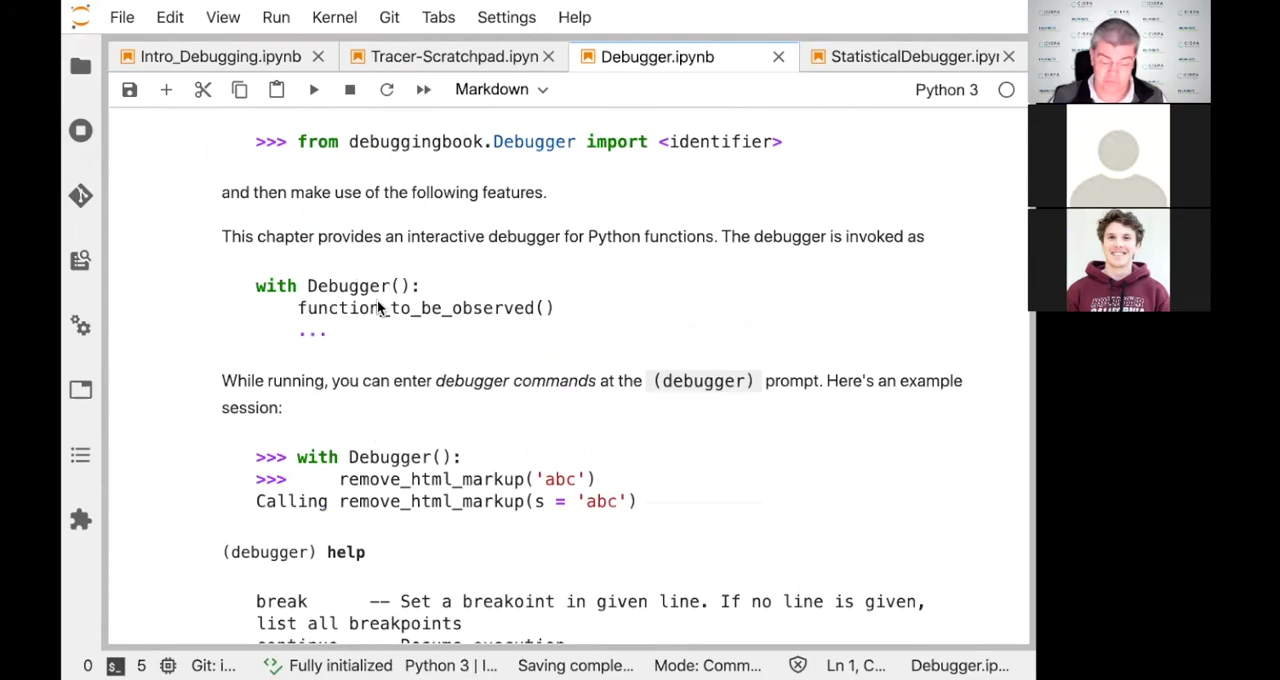 File Edit View Run Kernel Git Tabs Settings Help
Intro_Debugging.ipynb
Tracer-Scratchpad.ipyn
Debugger.ipynb
StatisticalDebugger.ipyı
Markdown
Python 3
>>> from debuggingbook.Debugger import <identifier>
and then make use of the following features.
This chapter provides an interactive debugger for Python functions. The debugger is invoked as
with Debugger():
function_to_be_observed()
...
While running, you can enter debugger commands at the (debugger) prompt. Here's an example
session:
>>> with Debugger():
>>> remove_html_markup('abc')
Calling remove_html_markup(s = 'abc')
(debugger) help
break -- Set a breakoint in given line. If no line is given,
list all breakpoints
0 5 Git: i... Fully initialized Python 3 | I... Saving comple... Mode: Comm... Ln 1, C... Debugger.ip...